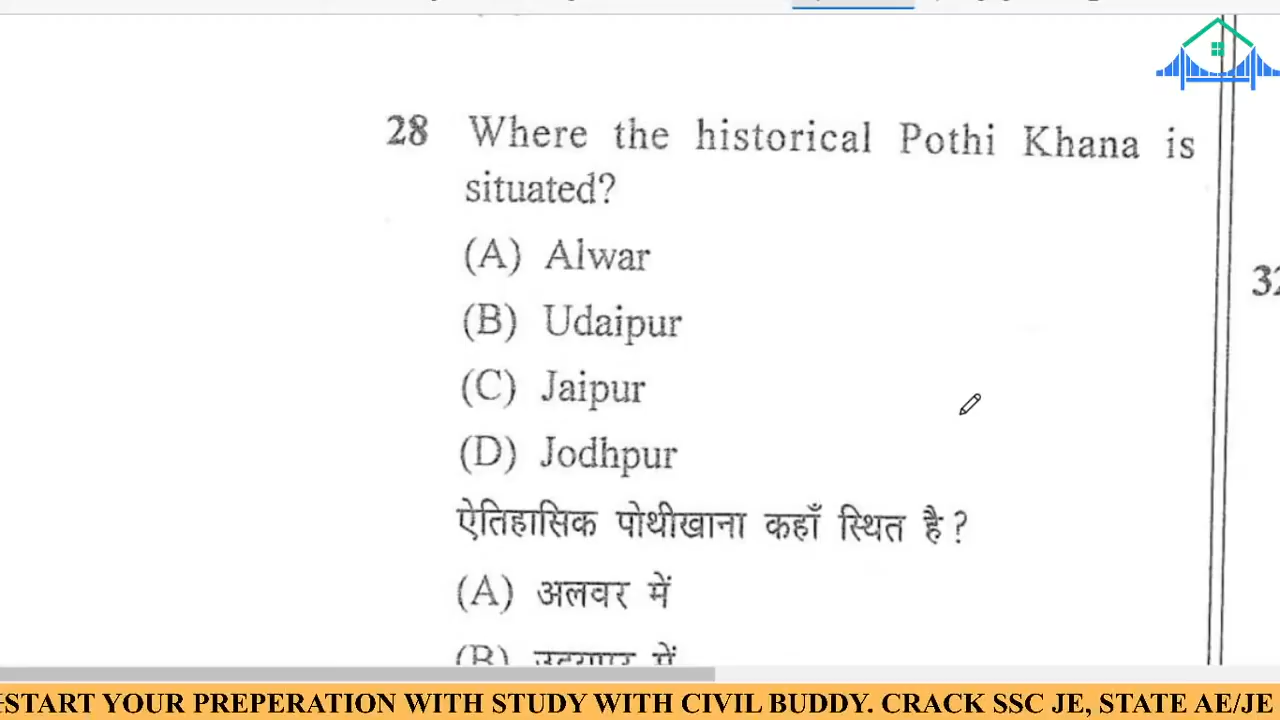 28 Where the historical Pothi Khana is
situated?
(A) Alwar
(B) Udaipur
(C) Jaipur
(D) Jodhpur
ऐतिहासिक पोथीखाना कहाँ स्थित है ?
(A) अलवर में
(B) में
START YOUR PREPERATION WITH STUDY WITH CIVIL BUDDY. CRACK SSC JE, STATE AE/JE